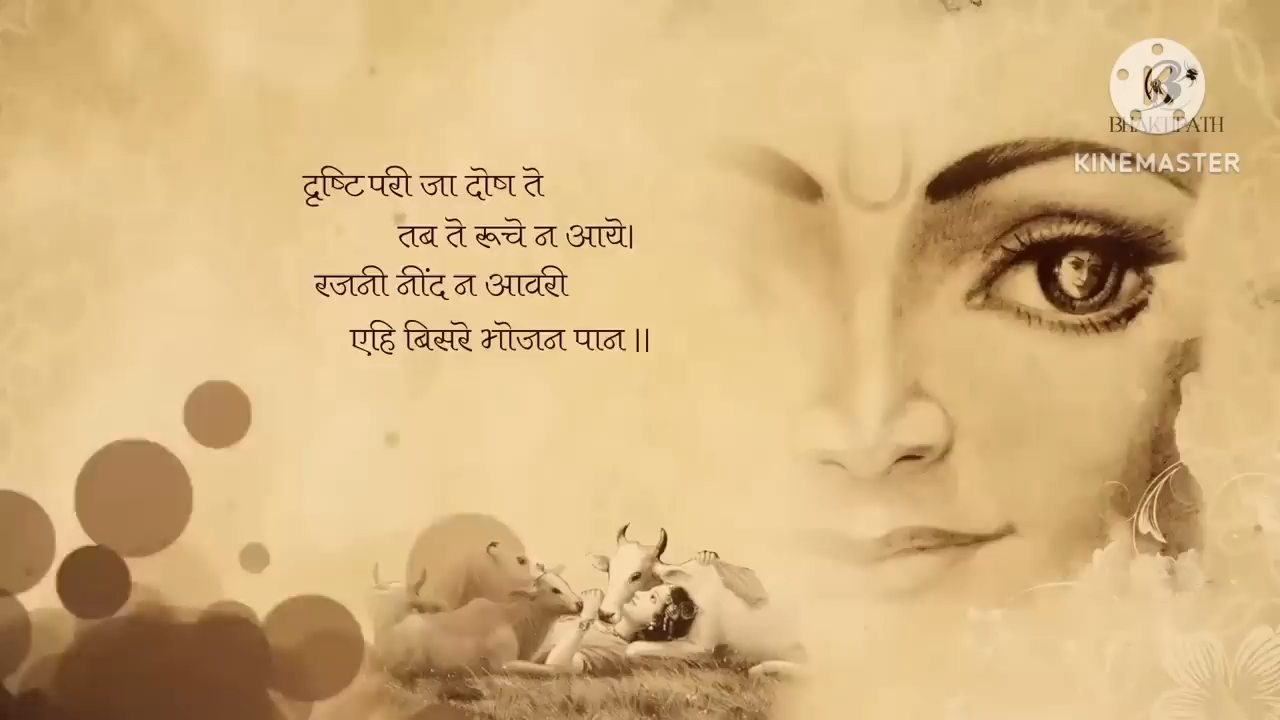 दृष्टि परी जा दोष ते
तब ते रूचे न आये।
रजनी नींद न आवरी
एहि बिसरे भोजन पान ||
BHAKTIPATH
KINEMASTER